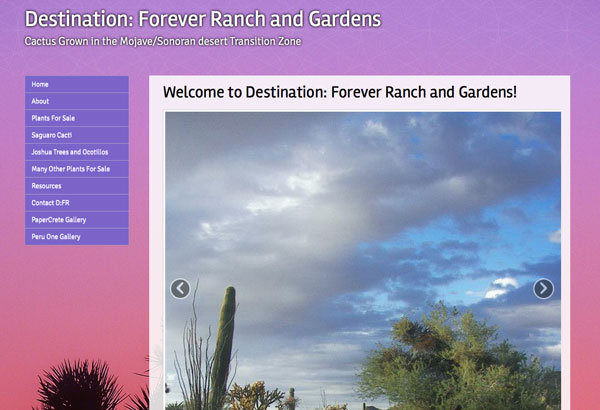 Destination: Forever Ranch and Gardens
Cactus Grown in the Mojave/Sonoran desert Transition Zone
Home
About
Plants For Sale
Saguaro Cacti
Joshua Trees and Ocotillos
Many Other Plants For Sale
Resources
Contact D:FR
PaperCrete Gallery
Peru One Gallery
Welcome to Destination: Forever Ranch and Gardens!